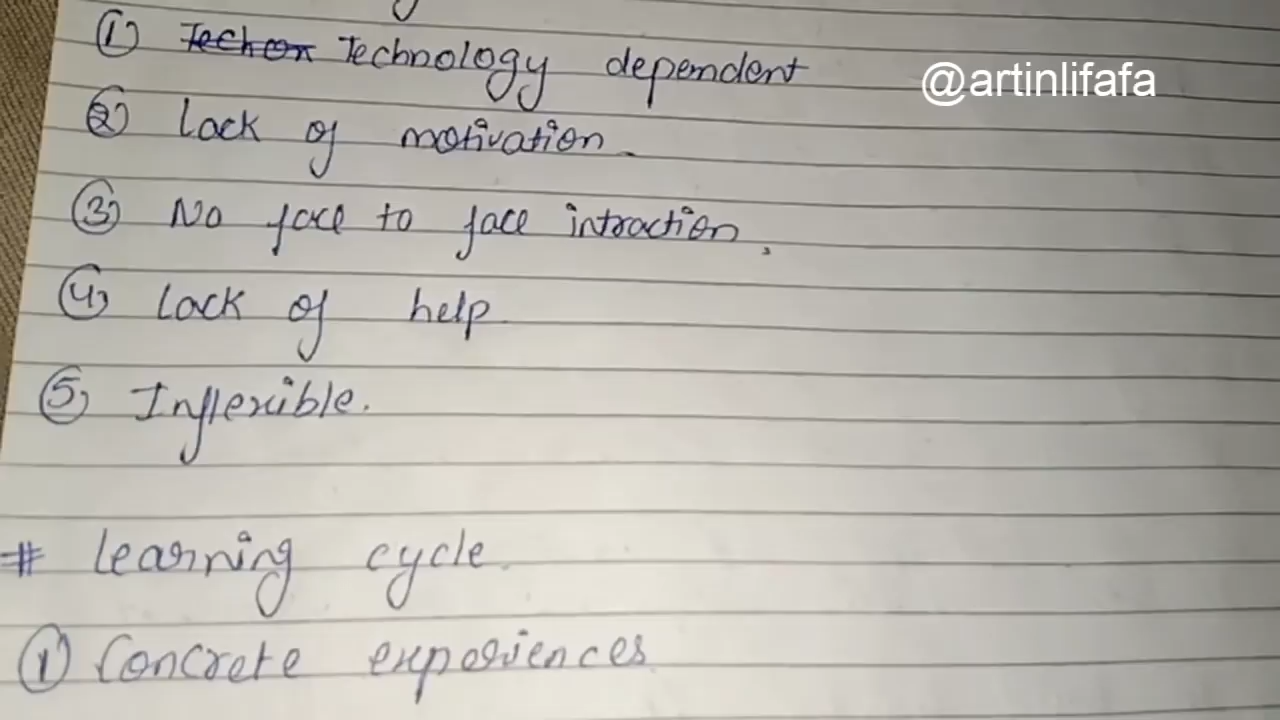 ① Techon Technology dependent
@artinlifafa
② Lack of motivation.
③ No face to face intraction,
④ Lack of help
⑤ Inflexible.
# Learning cycle.
① Concrete experiences